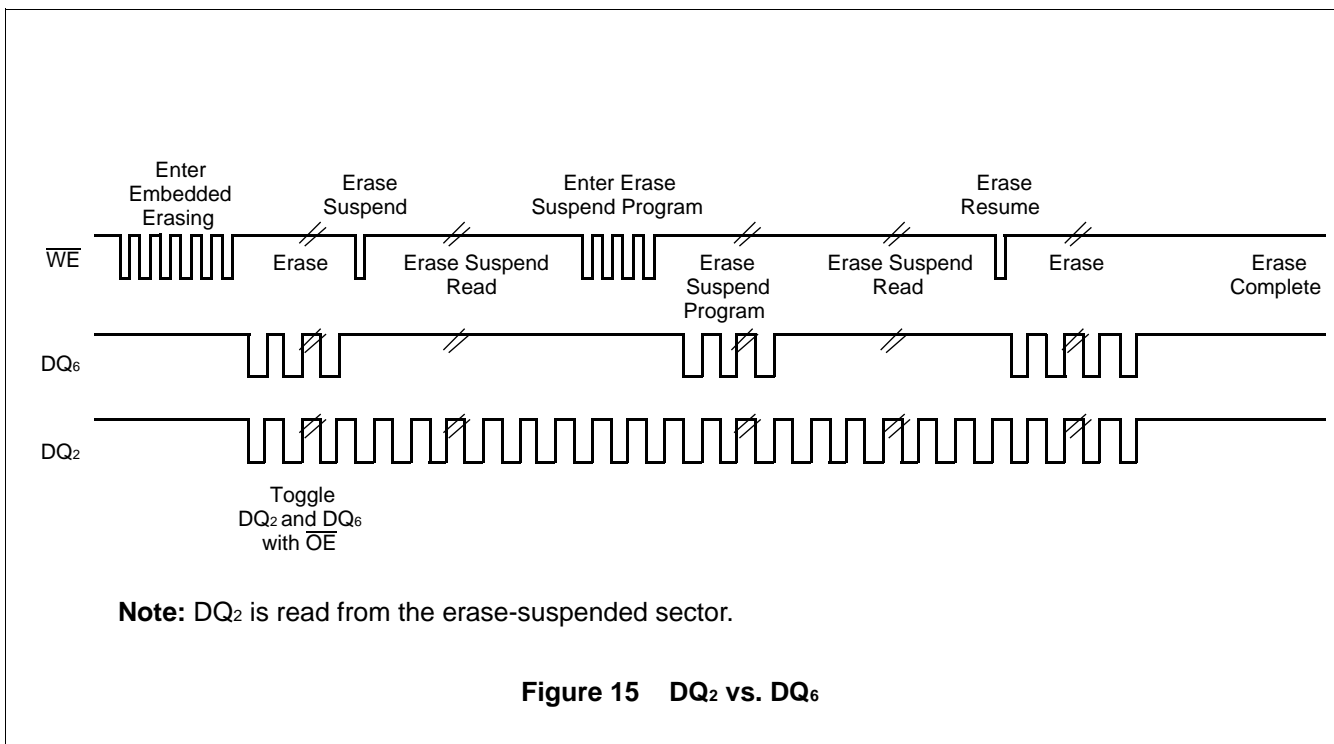 Enter
Embedded
Erasing
Erase
Suspend
Enter Erase
Suspend Program
Erase
Resume
WE
Erase
Erase Suspend
Read
Erase
Suspend
Program
Erase Suspend
Read
Erase
Erase
Complete
DQ6
DQ2
Toggle
DQ2 and DQ6
with OE
Note: DQ2 is read from the erase-suspended sector.
Figure 15 DQ2 vs. DQ6